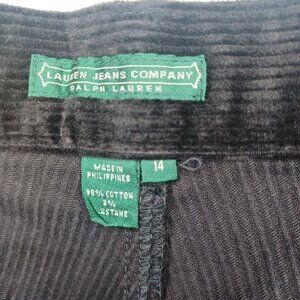 LAUREN JEANS COMPANY
RALPH LAUREN
14
MADE IN
PHILIPPINES
98% COTTON
2%
LASTANE